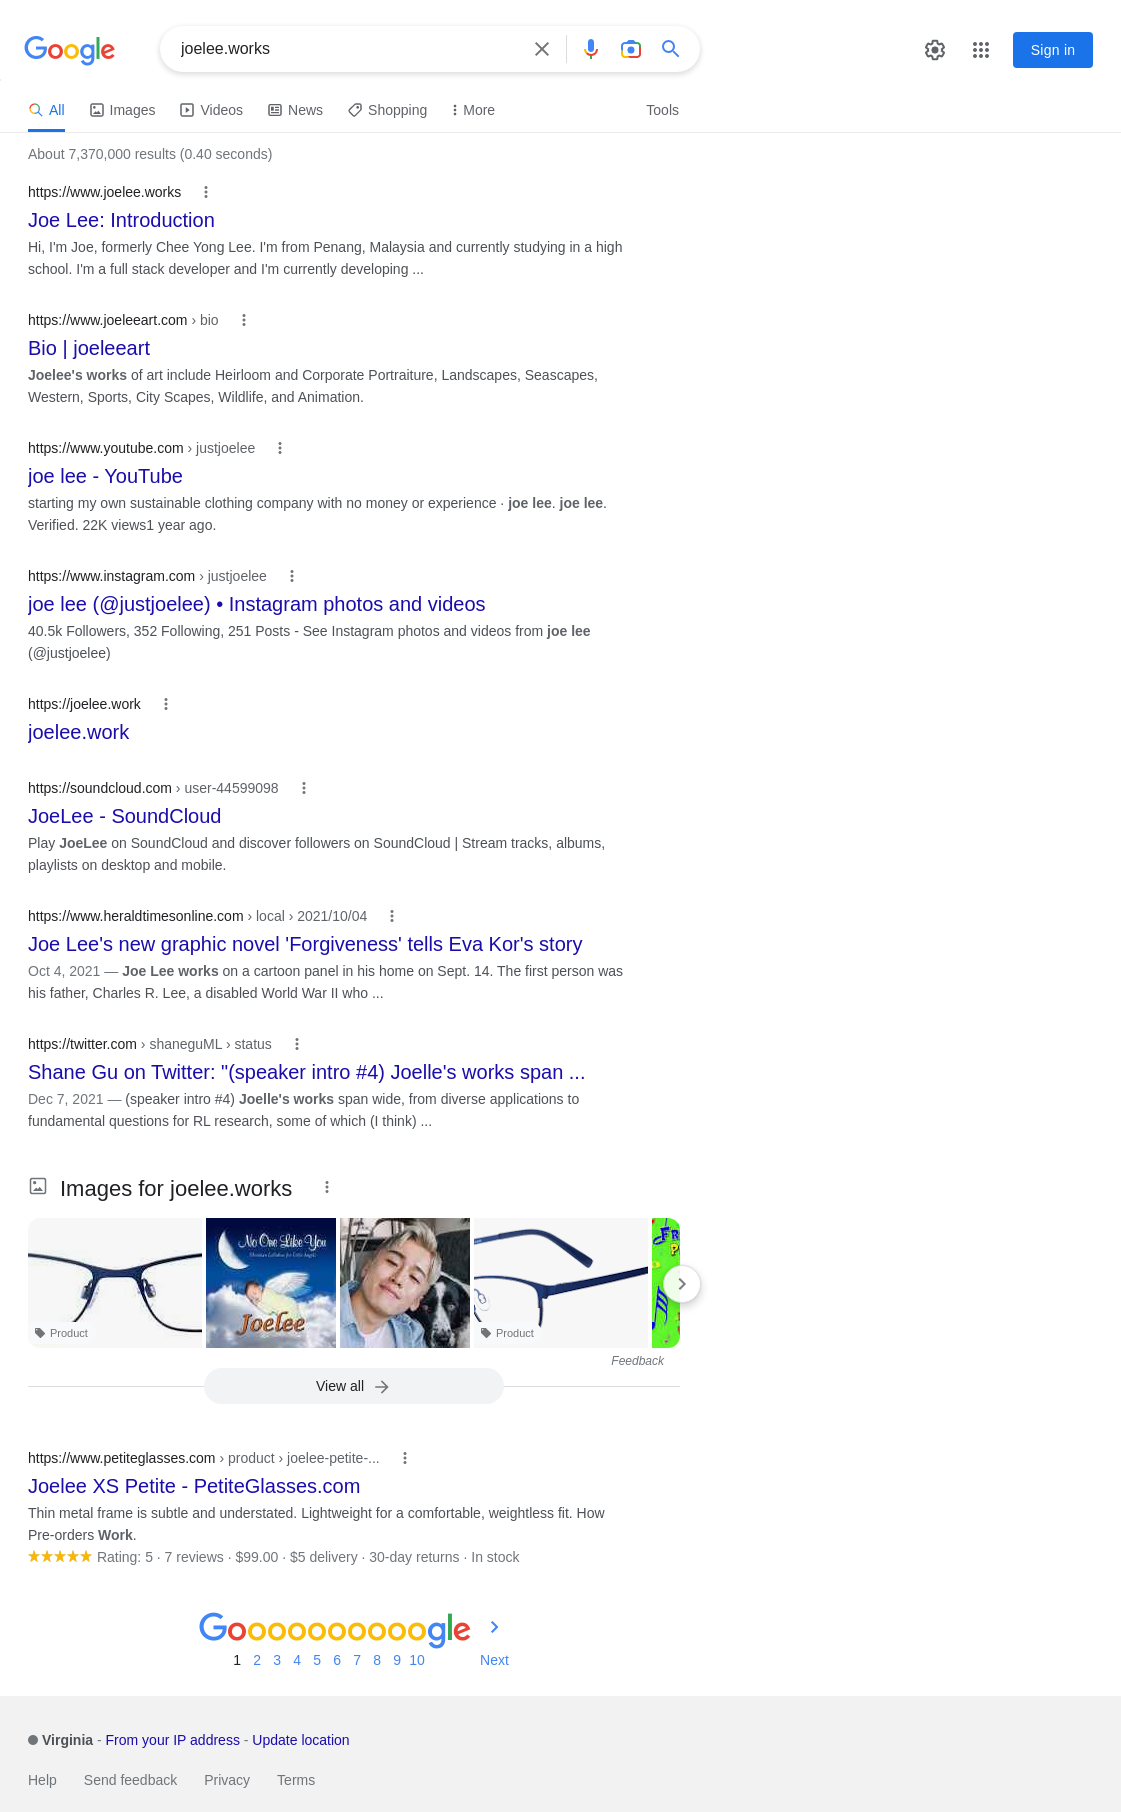 Google
joelee.works
Sign in
All Images Videos News Shopping More Tools
About 7,370,000 results (0.40 seconds)
https://www.joelee.works
Joe Lee: Introduction
Hi, I'm Joe, formerly Chee Yong Lee. I'm from Penang, Malaysia and currently studying in a high
school. I'm a full stack developer and I'm currently developing ...
https://www.joeleeart.com › bio
Bio | joeleeart
Joelee's works of art include Heirloom and Corporate Portraiture, Landscapes, Seascapes,
Western, Sports, City Scapes, Wildlife, and Animation.
https://www.youtube.com › justjoelee
joe lee - YouTube
starting my own sustainable clothing company with no money or experience · joe lee. joe lee.
Verified. 22K views1 year ago.
https://www.instagram.com › justjoelee
joe lee (@justjoelee) • Instagram photos and videos
40.5k Followers, 352 Following, 251 Posts - See Instagram photos and videos from joe lee
(@justjoelee)
https://joelee.work
joelee.work
https://soundcloud.com › user-44599098
JoeLee - SoundCloud
Play JoeLee on SoundCloud and discover followers on SoundCloud | Stream tracks, albums,
playlists on desktop and mobile.
https://www.heraldtimesonline.com › local › 2021/10/04
Joe Lee's new graphic novel 'Forgiveness' tells Eva Kor's story
Oct 4, 2021 — Joe Lee works on a cartoon panel in his home on Sept. 14. The first person was
his father, Charles R. Lee, a disabled World War II who ...
https://twitter.com › shaneguML › status
Shane Gu on Twitter: "(speaker intro #4) Joelle's works span ...
Dec 7, 2021 — (speaker intro #4) Joelle's works span wide, from diverse applications to
fundamental questions for RL research, some of which (I think) ...
Images for joelee.works
No One Like You
Christian Lullabies for Little Angels
Joelee
Product
Product
Feedback
View all
https://www.petiteglasses.com › product › joelee-petite-...
Joelee XS Petite - PetiteGlasses.com
Thin metal frame is subtle and understated. Lightweight for a comfortable, weightless fit. How
Pre-orders Work.
Rating: 5 · 7 reviews · $99.00 · $5 delivery · 30-day returns · In stock
Goooooooooogle
1 2 3 4 5 6 7 8 9 10 Next
Virginia - From your IP address - Update location
Help Send feedback Privacy Terms